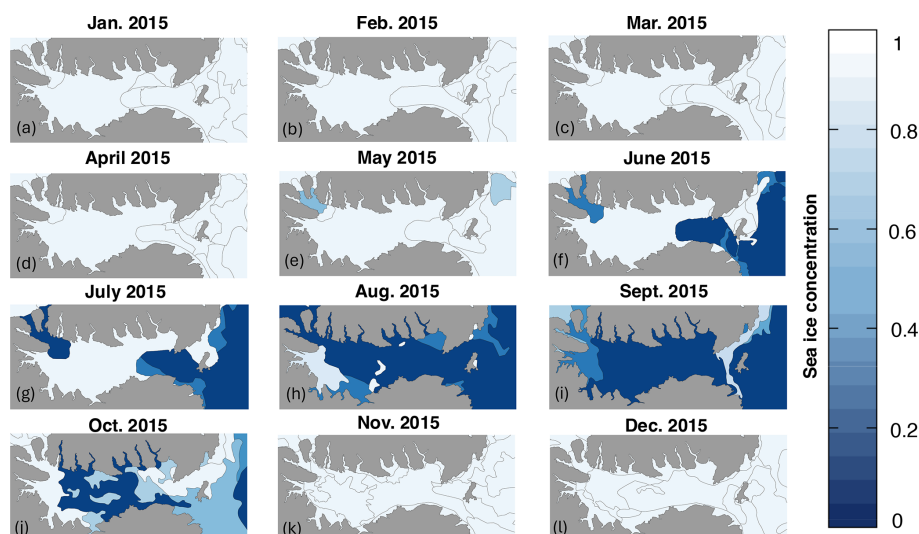 Jan. 2015 Feb. 2015 Mar. 2015
(a) (b) (c)
April 2015 May 2015 June 2015
(d) (e) (f)
July 2015 Aug. 2015 Sept. 2015
(g) (h) (i)
Oct. 2015 Nov. 2015 Dec. 2015
(j) (k) (l)
Sea ice concentration
1
0.8
0.6
0.4
0.2
0